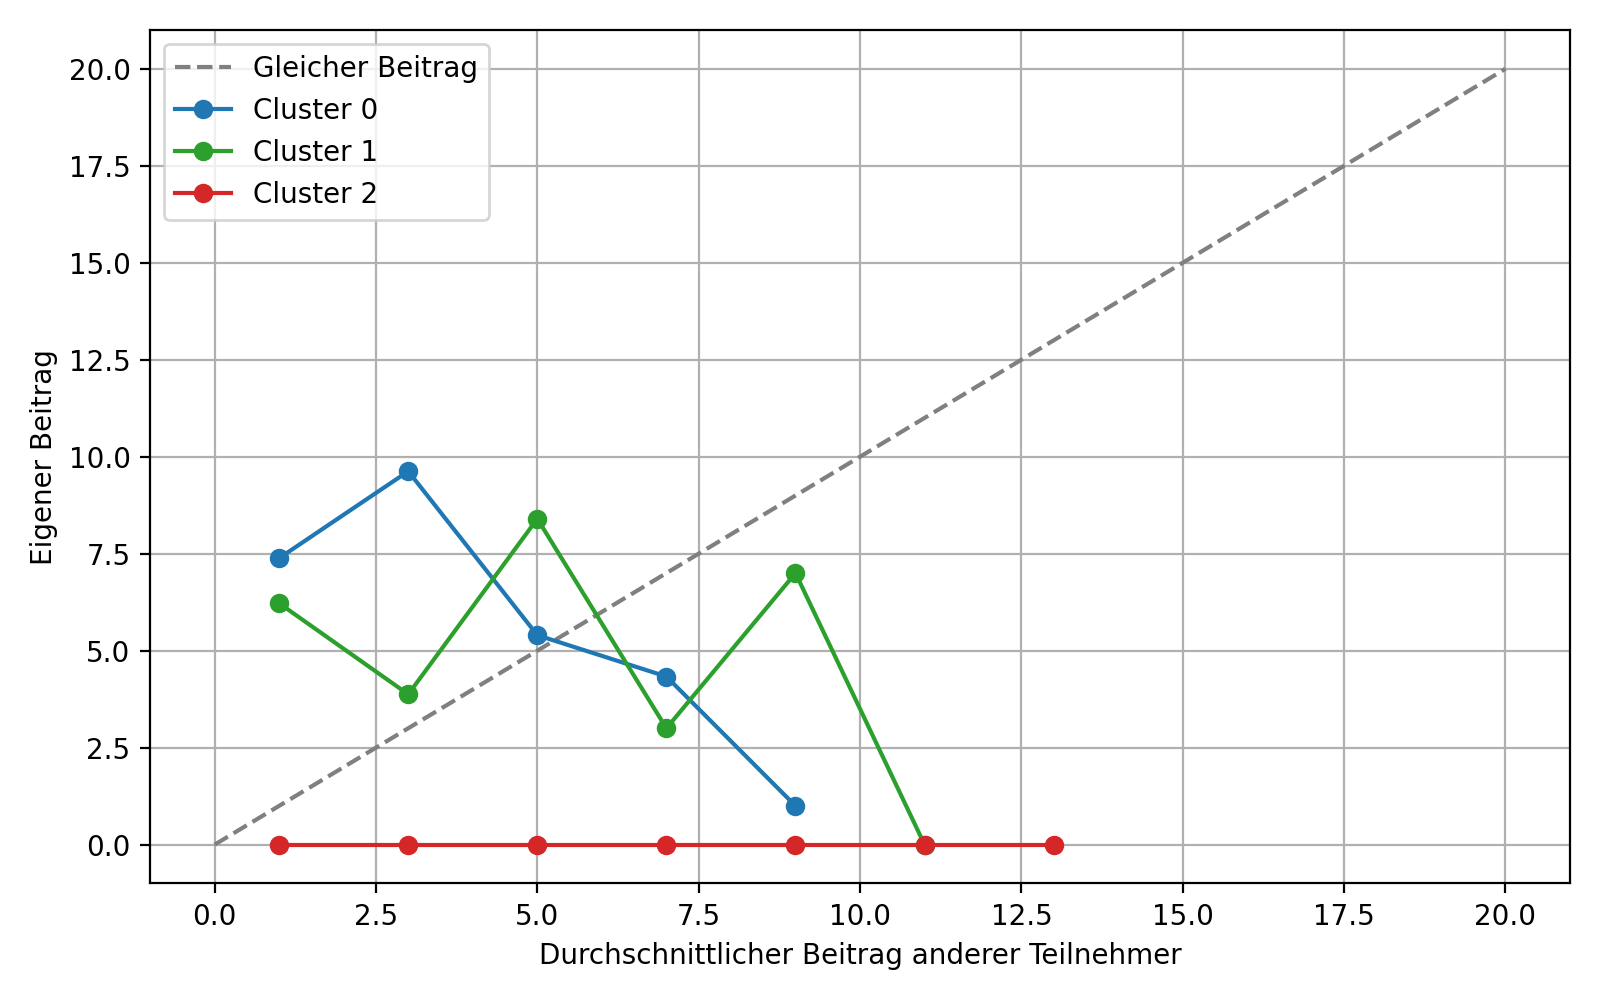 Gleicher Beitrag
Cluster 0
Cluster 1
Cluster 2
20.0
17.5
15.0
12.5
10.0
7.5
5.0
2.5
0.0
Eigener Beitrag
0.0 2.5 5.0 7.5 10.0 12.5 15.0 17.5 20.0
Durchschnittlicher Beitrag anderer Teilnehmer